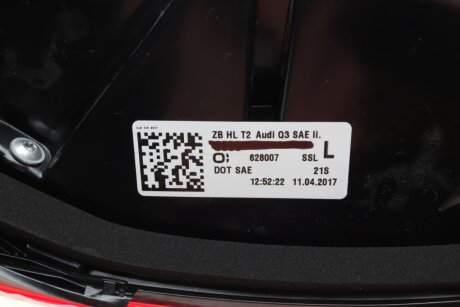 ZB HL T2 Audi Q3 SAE li.
L
628007 SSL
DOT SAE 21S
12:52:22 11.04.2017